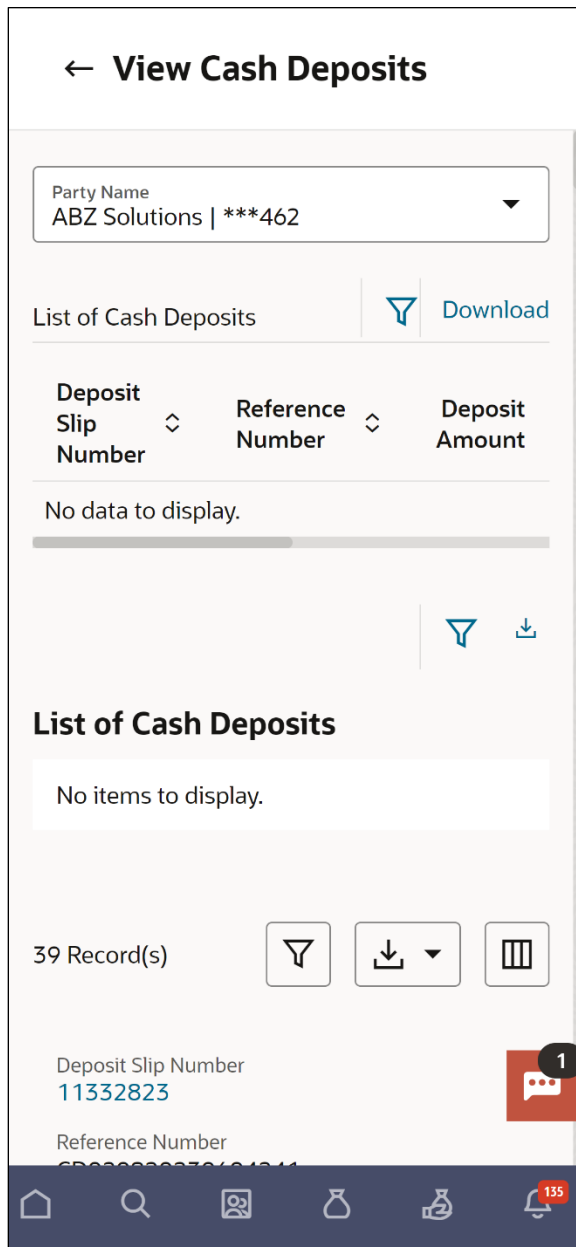 ← View Cash Deposits
Party Name
ABZ Solutions | ***462
List of Cash Deposits
Download
Deposit
Slip
Number
Reference
Number
Deposit
Amount
No data to display.
List of Cash Deposits
No items to display.
39 Record(s)
Deposit Slip Number
11332823
1
Reference Number
135